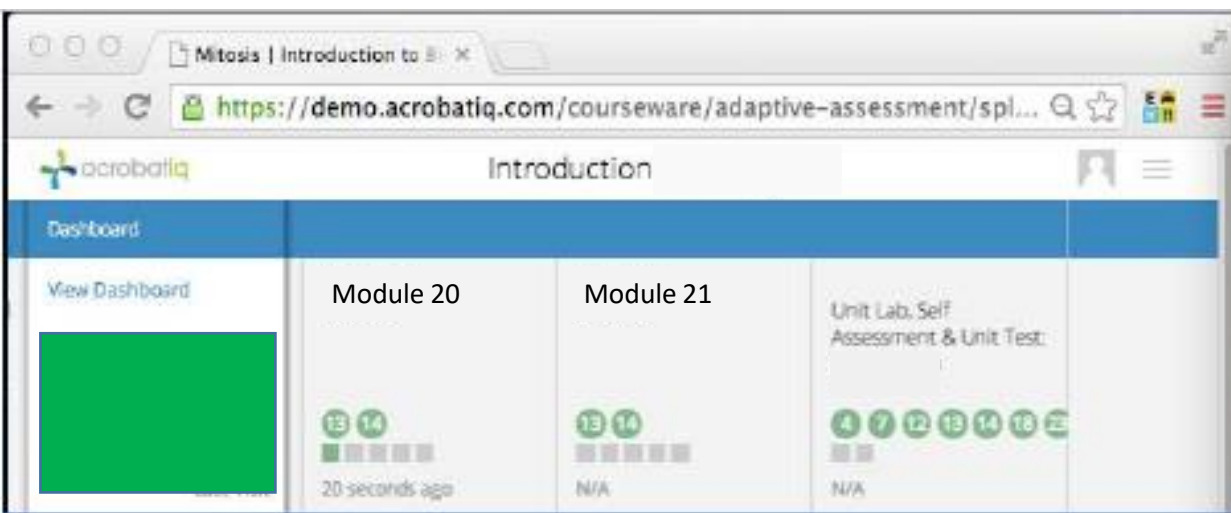 Mitosis | Introduction to B
https://demo.acrobatiq.com/courseware/adaptive-assessment/spl...
acrobatiq
Introduction
Dashboard
View Dashboard
Module 20
Module 21
Unit Lab, Self
Assessment & Unit Test:
13 14
13 14
4 7 12 13 14 18
20 seconds ago
N/A
N/A